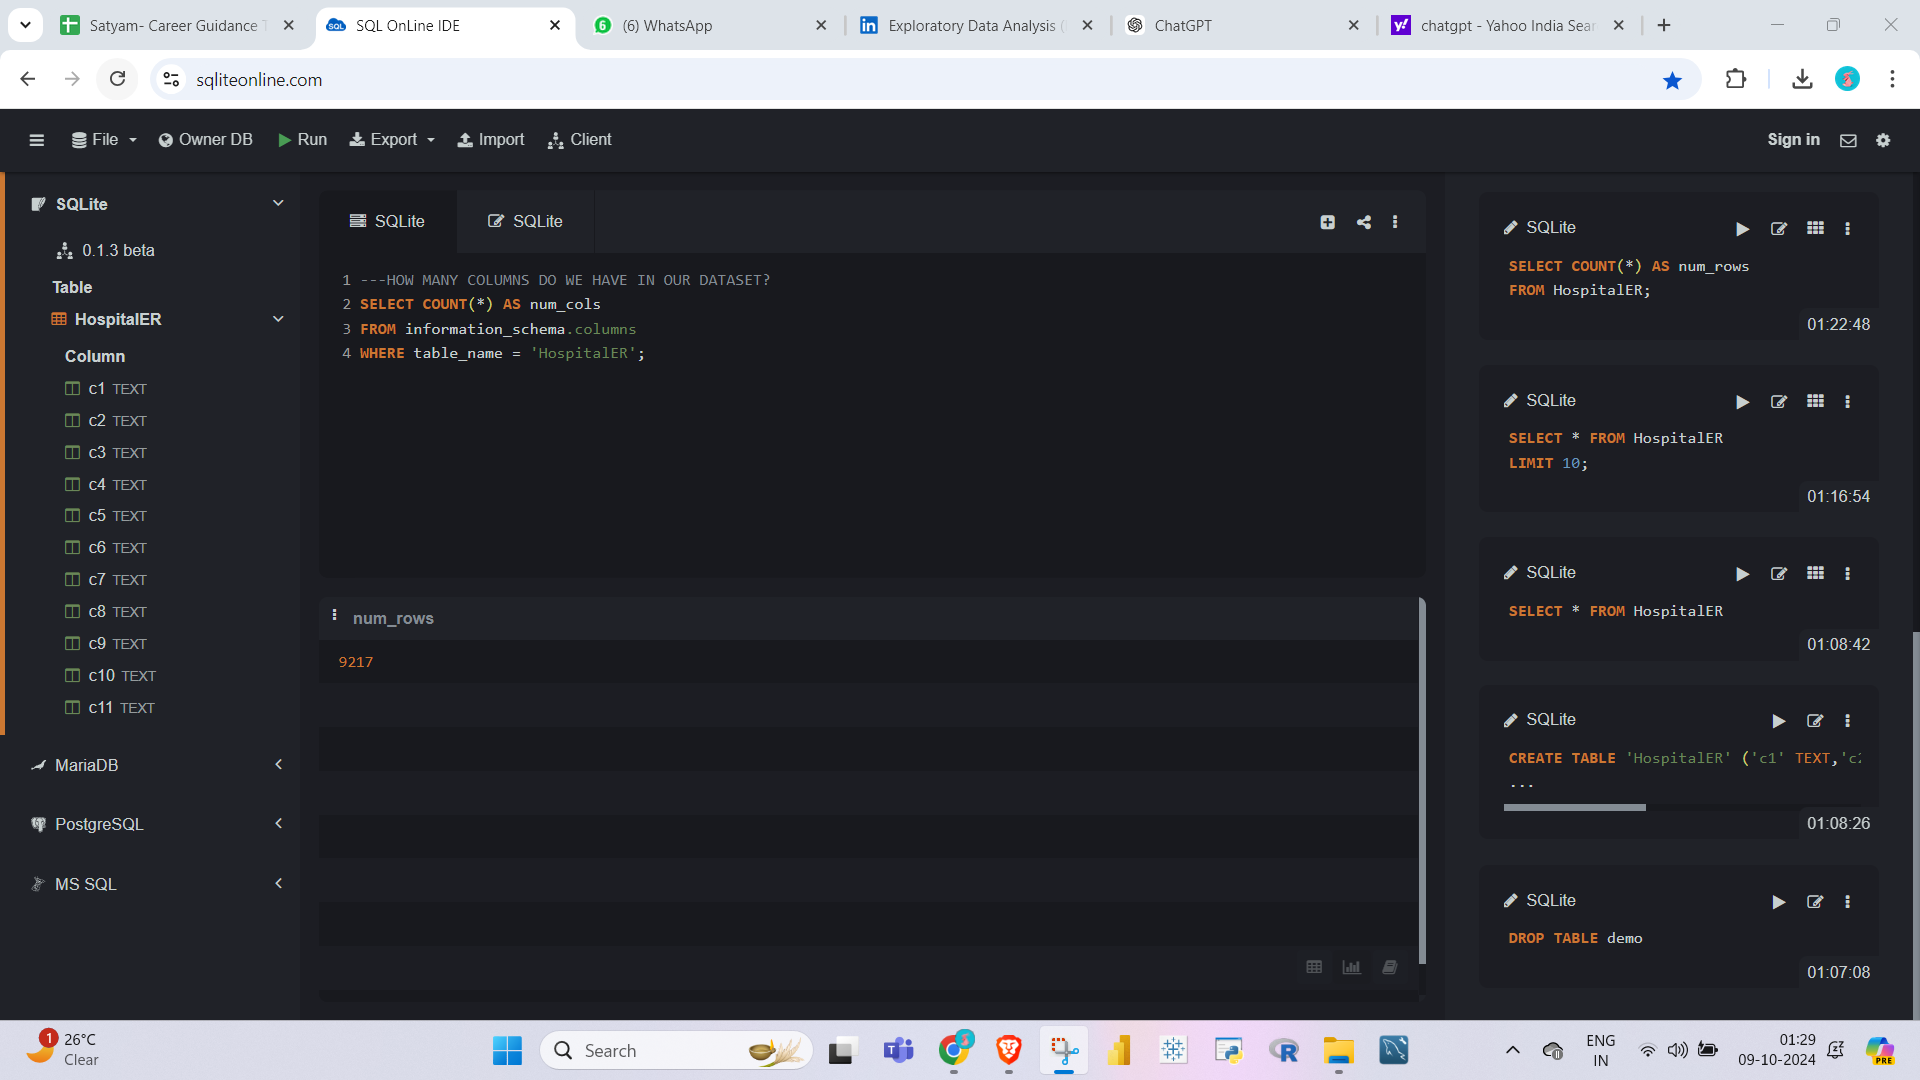 Satyam- Career Guidance T
SQL OnLine IDE
(6) WhatsApp
Exploratory Data Analysis (
ChatGPT
chatgpt - Yahoo India Sear
sqliteonline.com
File
Owner DB
Run
Export
Import
Client
Sign in
SQLite
0.1.3 beta
Table
HospitalER
Column
c1 TEXT
c2 TEXT
c3 TEXT
c4 TEXT
c5 TEXT
c6 TEXT
c7 TEXT
c8 TEXT
c9 TEXT
c10 TEXT
c11 TEXT
MariaDB
PostgreSQL
MS SQL
SQLite
SQLite
1 ---HOW MANY COLUMNS DO WE HAVE IN OUR DATASET?
2 SELECT COUNT(*) AS num_cols
3 FROM information_schema.columns
4 WHERE table_name = 'HospitalER';
num_rows
9217
SQLite
SELECT COUNT(*) AS num_rows
FROM HospitalER;
01:22:48
SQLite
SELECT * FROM HospitalER
LIMIT 10;
01:16:54
SQLite
SELECT * FROM HospitalER
01:08:42
SQLite
CREATE TABLE 'HospitalER' ('c1' TEXT,'c2
...
01:08:26
SQLite
DROP TABLE demo
01:07:08
1
26°C
Clear
Search
ENG
IN
01:29
09-10-2024
PRE